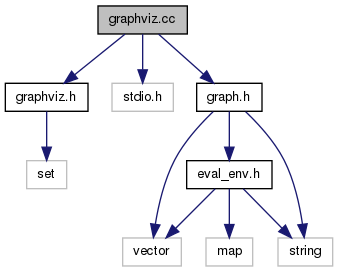 graphviz.cc
graphviz.h
stdio.h
graph.h
set
eval_env.h
vector
map
string